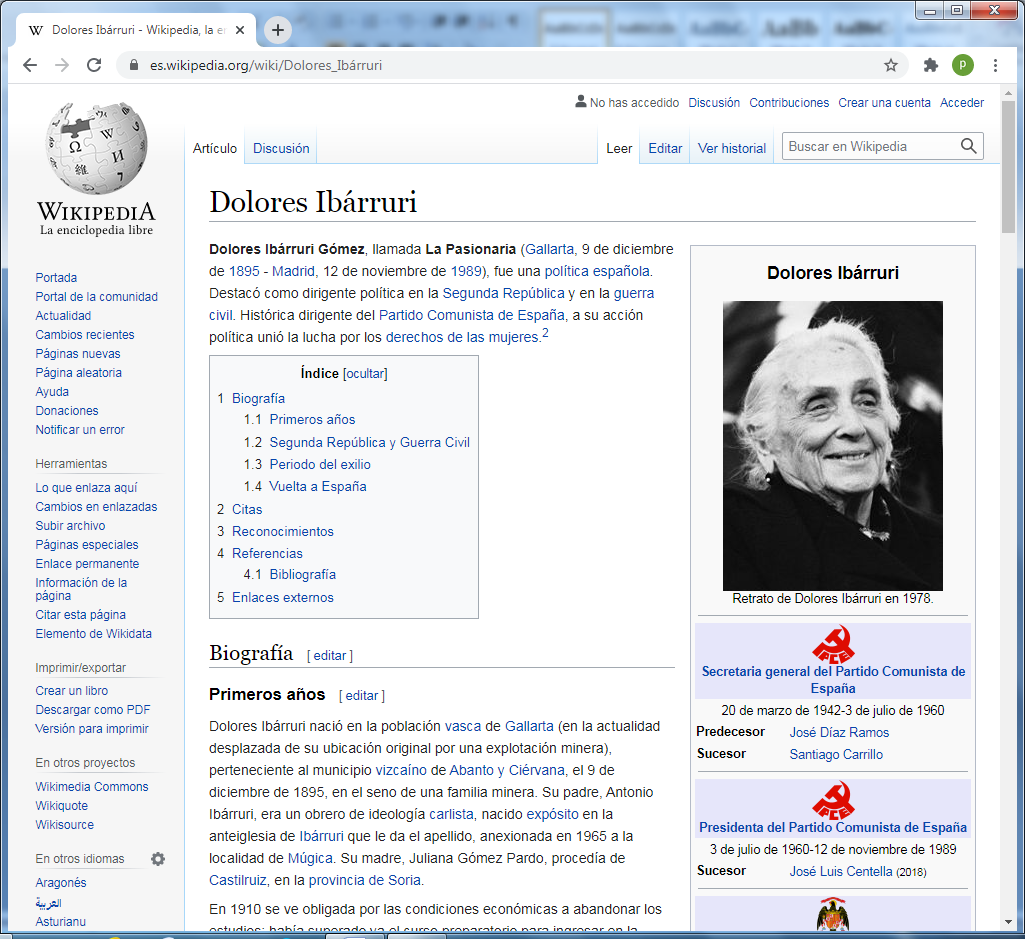 Dolores Ibárruri - Wikipedia, la e
es.wikipedia.org/wiki/Dolores_Ibárruri
P
No has accedido Discusión Contribuciones Crear una cuenta Acceder
Artículo Discusión Leer Editar Ver historial Buscar en Wikipedia
WIKIPEDIA
La enciclopedia libre
Portada
Portal de la comunidad
Actualidad
Cambios recientes
Páginas nuevas
Página aleatoria
Ayuda
Donaciones
Notificar un error
Herramientas
Lo que enlaza aquí
Cambios en enlazadas
Subir archivo
Páginas especiales
Enlace permanente
Información de la
página
Citar esta página
Elemento de Wikidata
Imprimir/exportar
Crear un libro
Descargar como PDF
Versión para imprimir
En otros proyectos
Wikimedia Commons
Wikiquote
Wikisource
En otros idiomas
Aragonés
العربية
Asturianu
Dolores Ibárruri
Dolores Ibárruri Gómez, llamada La Pasionaria (Gallarta, 9 de diciembre
de 1895 - Madrid, 12 de noviembre de 1989), fue una política española.
Destacó como dirigente política en la Segunda República y en la guerra
civil. Histórica dirigente del Partido Comunista de España, a su acción
política unió la lucha por los derechos de las mujeres.2
Índice [ocultar]
1 Biografía
1.1 Primeros años
1.2 Segunda República y Guerra Civil
1.3 Periodo del exilio
1.4 Vuelta a España
2 Citas
3 Reconocimientos
4 Referencias
4.1 Bibliografía
5 Enlaces externos
Biografía [ editar ]
Primeros años [ editar ]
Dolores Ibárruri nació en la población vasca de Gallarta (en la actualidad
desplazada de su ubicación original por una explotación minera),
perteneciente al municipio vizcaíno de Abanto y Ciérvana, el 9 de
diciembre de 1895, en el seno de una familia minera. Su padre, Antonio
Ibárruri, era un obrero de ideología carlista, nacido expósito en la
anteiglesia de Ibárruri que le da el apellido, anexionada en 1965 a la
localidad de Múgica. Su madre, Juliana Gómez Pardo, procedía de
Castilruiz, en la provincia de Soria.
En 1910 se ve obligada por las condiciones económicas a abandonar los
estudios; había superado ya el curso preparatorio para ingresar en la
Dolores Ibárruri
Retrato de Dolores Ibárruri en 1978.
PCE
Secretaria general del Partido Comunista de
España
20 de marzo de 1942-3 de julio de 1960
Predecesor José Díaz Ramos
Sucesor Santiago Carrillo
PCE
Presidenta del Partido Comunista de España
3 de julio de 1960-12 de noviembre de 1989
Sucesor José Luis Centella (2018)